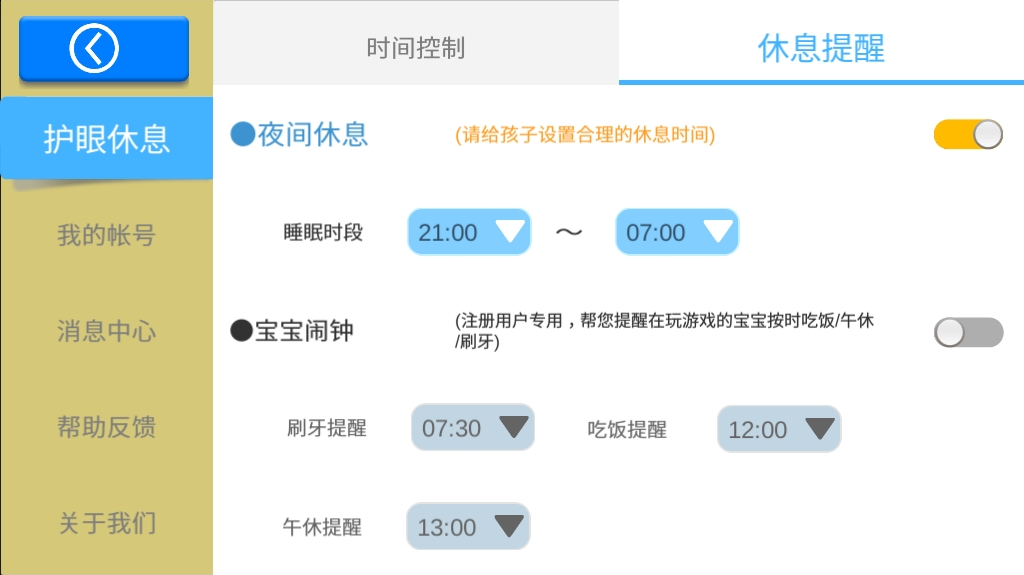 时间控制
休息提醒
护眼休息
我的帐号
消息中心
帮助反馈
关于我们
●夜间休息
(请给孩子设置合理的休息时间)
睡眠时段
21:00
～
07:00
●宝宝闹钟
(注册用户专用，帮您提醒在玩游戏的宝宝按时吃饭/午休
/刷牙)
刷牙提醒
07:30
吃饭提醒
12:00
午休提醒
13:00